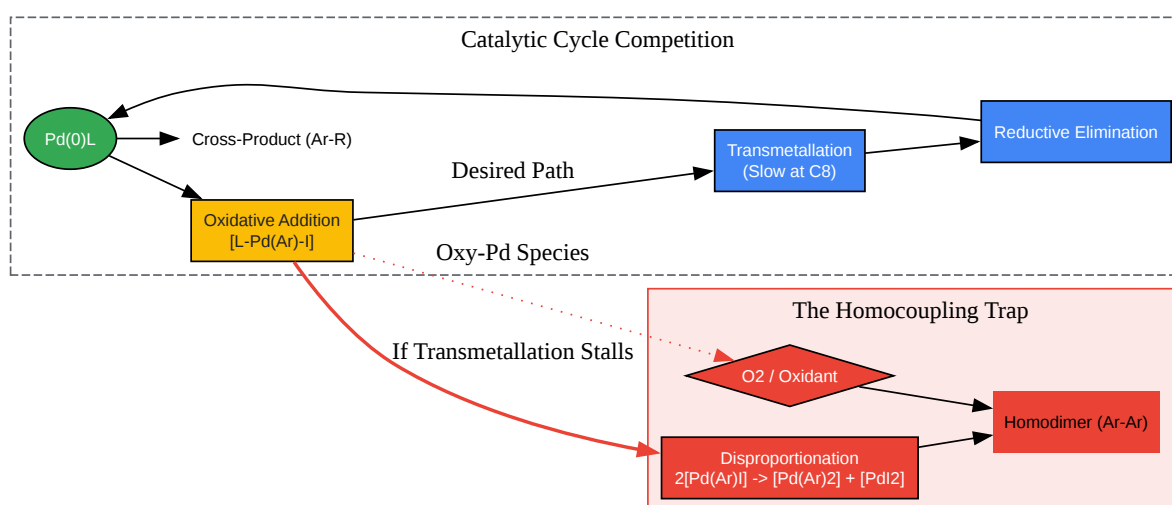 Catalytic Cycle Competition
Pd(0)L
Cross-Product (Ar-R)
Reductive Elimination
Transmetallation
(Slow at C8)
Desired Path
Oxidative Addition
[L-Pd(Ar)-I]
Oxy-Pd Species
The Homocoupling Trap
If Transmetallation Stalls
O2 / Oxidant
Homodimer (Ar-Ar)
Disproportionation
2[Pd(Ar)I] -> [Pd(Ar)2] + [PdI2]